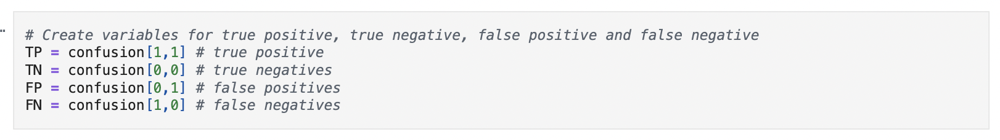 # Create variables for true positive, true negative, false positive and false negative
TP = confusion[1,1] # true positive
TN = confusion[0,0] # true negatives
FP = confusion[0,1] # false positives
FN = confusion[1,0] # false negatives